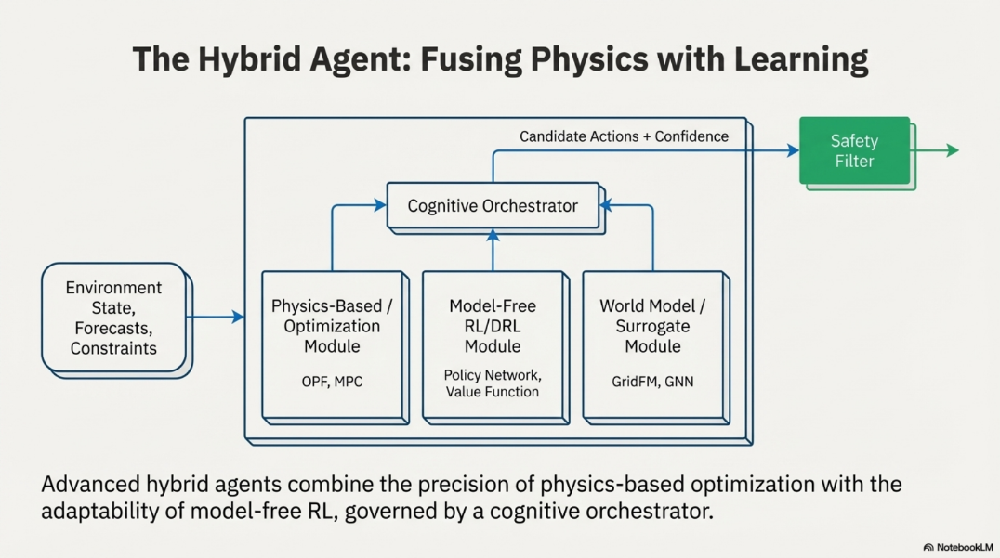 The Hybrid Agent: Fusing Physics with Learning
Candidate Actions + Confidence
Safety
Filter
Cognitive Orchestrator
Environment
State,
Forecasts,
Constraints
Physics-Based /
Optimization
Module
OPF, MPC
Model-Free
RL/DRL
Module
Policy Network,
Value Function
World Model /
Surrogate
Module
GridFM, GNN
Advanced hybrid agents combine the precision of physics-based optimization with the
adaptability of model-free RL, governed by a cognitive orchestrator.
NotebookLM